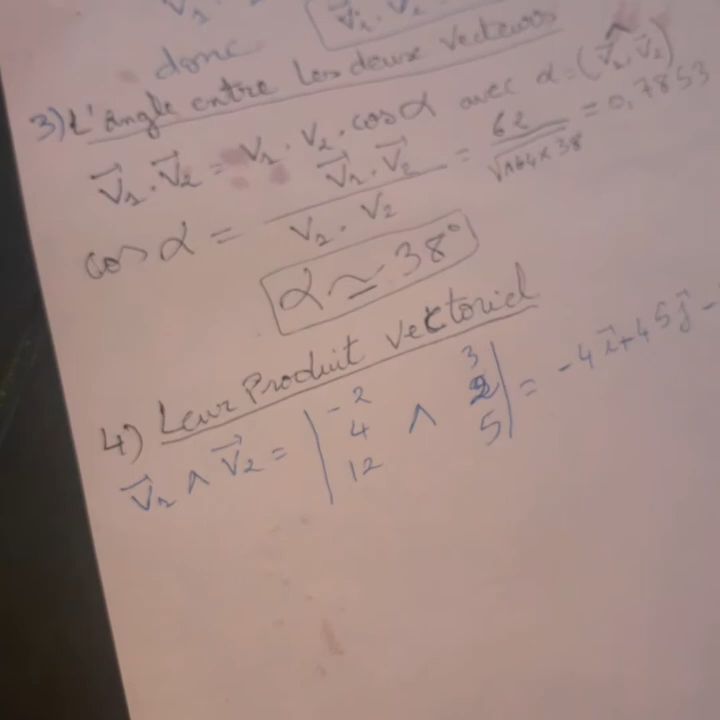 donc
3) L'angle entre les deux vecteurs
V₁ . V₂ = V₁ . V₂ . cos α avec α = (V₁, V₂)
cos α = V₁ . V₂ / V₂ . V₂ = 62 / √164 × 38 = 0,7853
α ≃ 38°
4) Leur Produit vectoriel
V₁ ∧ V₂ = | -2 4 12 ∧ 3 2 5 | = -4i + 45j -